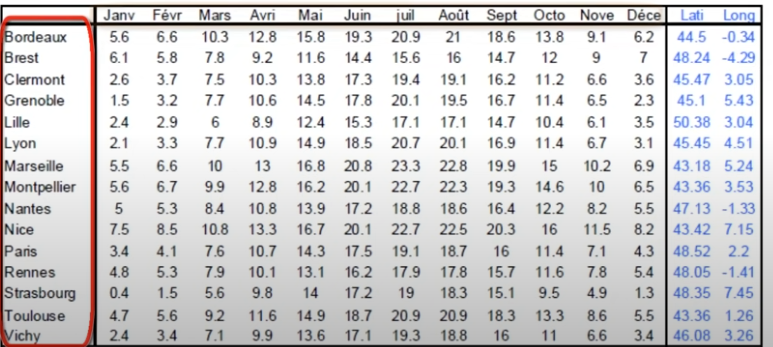 Janv Févr Mars Avri Mai Juin juil Août Sept Octo Nove Déce Lati Long
Bordeaux 5.6 6.6 10.3 12.8 15.8 19.3 20.9 21 18.6 13.8 9.1 6.2 44.5 -0.34
Brest 6.1 5.8 7.8 9.2 11.6 14.4 15.6 16 14.7 12 9 7 48.24 -4.29
Clermont 2.6 3.7 7.5 10.3 13.8 17.3 19.4 19.1 16.2 11.2 6.6 3.6 45.47 3.05
Grenoble 1.5 3.2 7.7 10.6 14.5 17.8 20.1 19.5 16.7 11.4 6.5 2.3 45.1 5.43
Lille 2.4 2.9 6 8.9 12.4 15.3 17.1 17.1 14.7 10.4 6.1 3.5 50.38 3.04
Lyon 2.1 3.3 7.7 10.9 14.9 18.5 20.7 20.1 16.9 11.4 6.7 3.1 45.45 4.51
Marseille 5.5 6.6 10 13 16.8 20.8 23.3 22.8 19.9 15 10.2 6.9 43.18 5.24
Montpellier 5.6 6.7 9.9 12.8 16.2 20.1 22.7 22.3 19.3 14.6 10 6.5 43.36 3.53
Nantes 5 5.3 8.4 10.8 13.9 17.2 18.8 18.6 16.4 12.2 8.2 5.5 47.13 -1.33
Nice 7.5 8.5 10.8 13.3 16.7 20.1 22.7 22.5 20.3 16 11.5 8.2 43.42 7.15
Paris 3.4 4.1 7.6 10.7 14.3 17.5 19.1 18.7 16 11.4 7.1 4.3 48.52 2.2
Rennes 4.8 5.3 7.9 10.1 13.1 16.2 17.9 17.8 15.7 11.6 7.8 5.4 48.05 -1.41
Strasbourg 0.4 1.5 5.6 9.8 14 17.2 19 18.3 15.1 9.5 4.9 1.3 48.35 7.45
Toulouse 4.7 5.6 9.2 11.6 14.9 18.7 20.9 20.9 18.3 13.3 8.6 5.5 43.36 1.26
Vichy 2.4 3.4 7.1 9.9 13.6 17.1 19.3 18.8 16 11 6.6 3.4 46.08 3.26